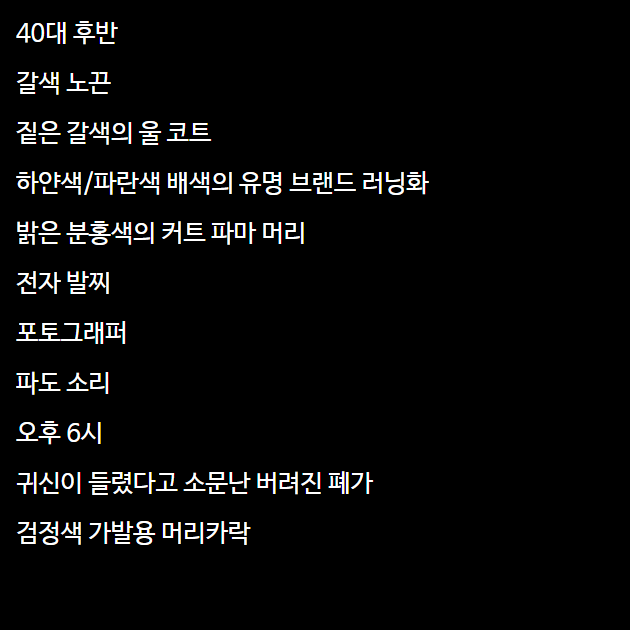 40대 후반
갈색 노끈
짙은 갈색의 울 코트
하얀색/파란색 배색의 유명 브랜드 러닝화
밝은 분홍색의 커트 파마 머리
전자 발찌
포토그래퍼
파도 소리
오후 6시
귀신이 들렸다고 소문난 버려진 폐가
검정색 가발용 머리카락